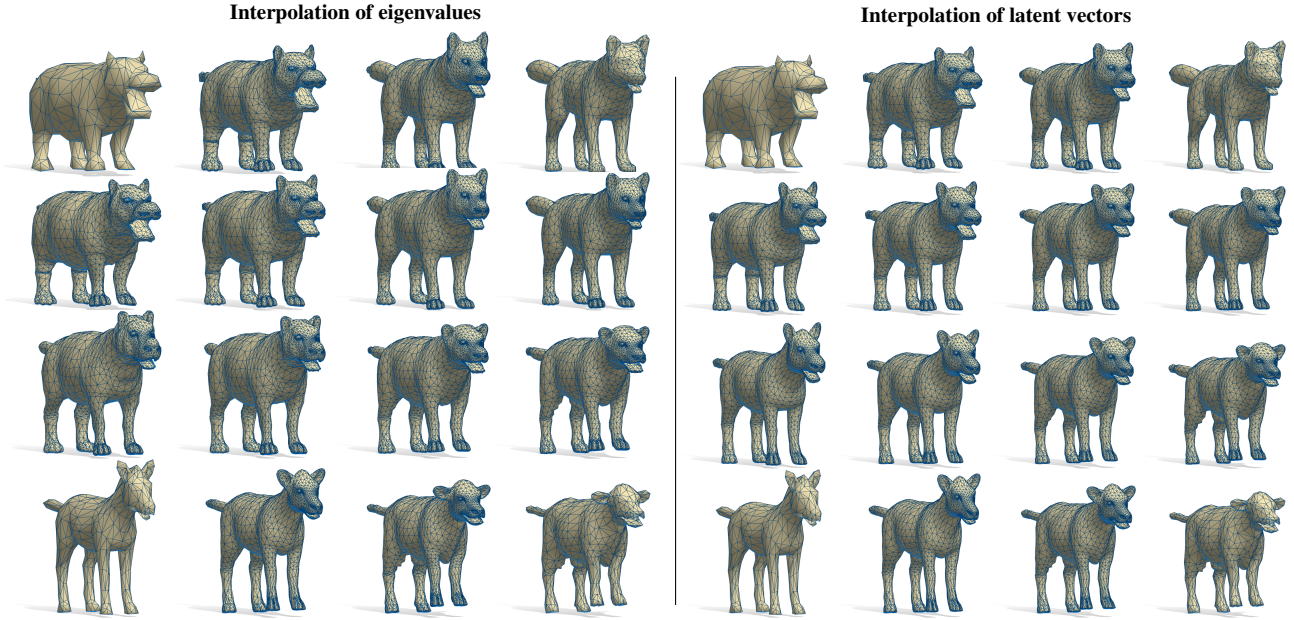 Interpolation of eigenvalues
Interpolation of latent vectors